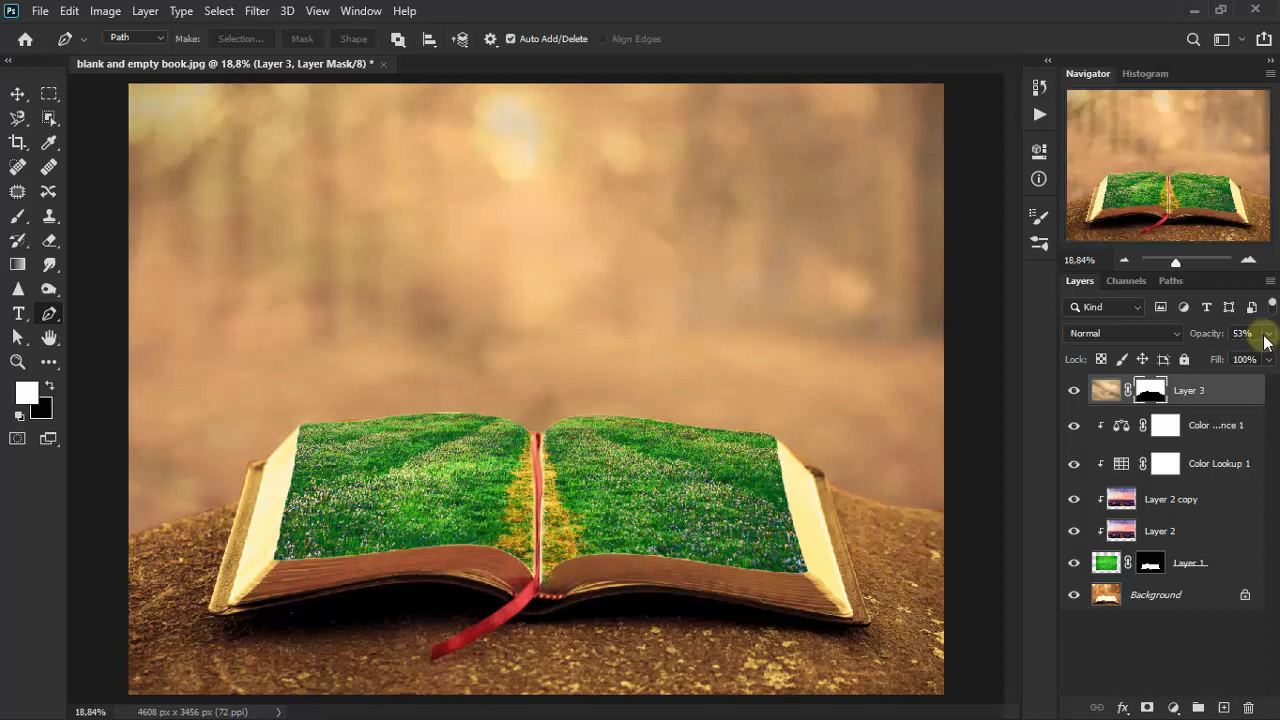 Ps File Edit Image Layer Type Select Filter 3D View Window Help
Path Make: Selection... Mask Shape Auto Add/Delete Align Edges
blank and empty book.jpg @ 18,8% (Layer 3, Layer Mask/8) * ×
Navigator Histogram
18,84%
Layers Channels Paths
Kind
Normal Opacity: 53%
Lock: Fill: 100%
Layer 3
Color ...nce 1
Color Lookup 1
Layer 2 copy
Layer 2
Layer 1
Background
18,84% 4608 px x 3456 px (72 ppi)